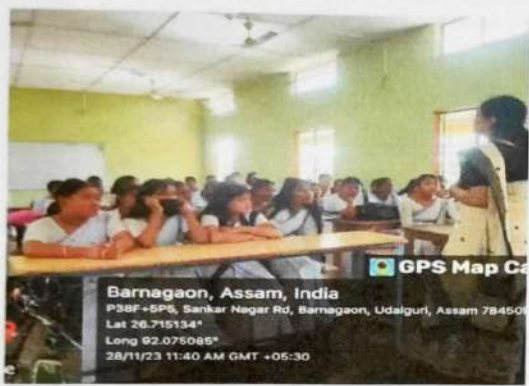 GPS Map Ca
Barnagaon, Assam, India
P38F+5P5, Sankar Nagar Rd, Barnagaon, Udalguri, Assam 78450
Lat 26.715134°
Long 92.075085°
28/11/23 11:40 AM GMT +05:30
e